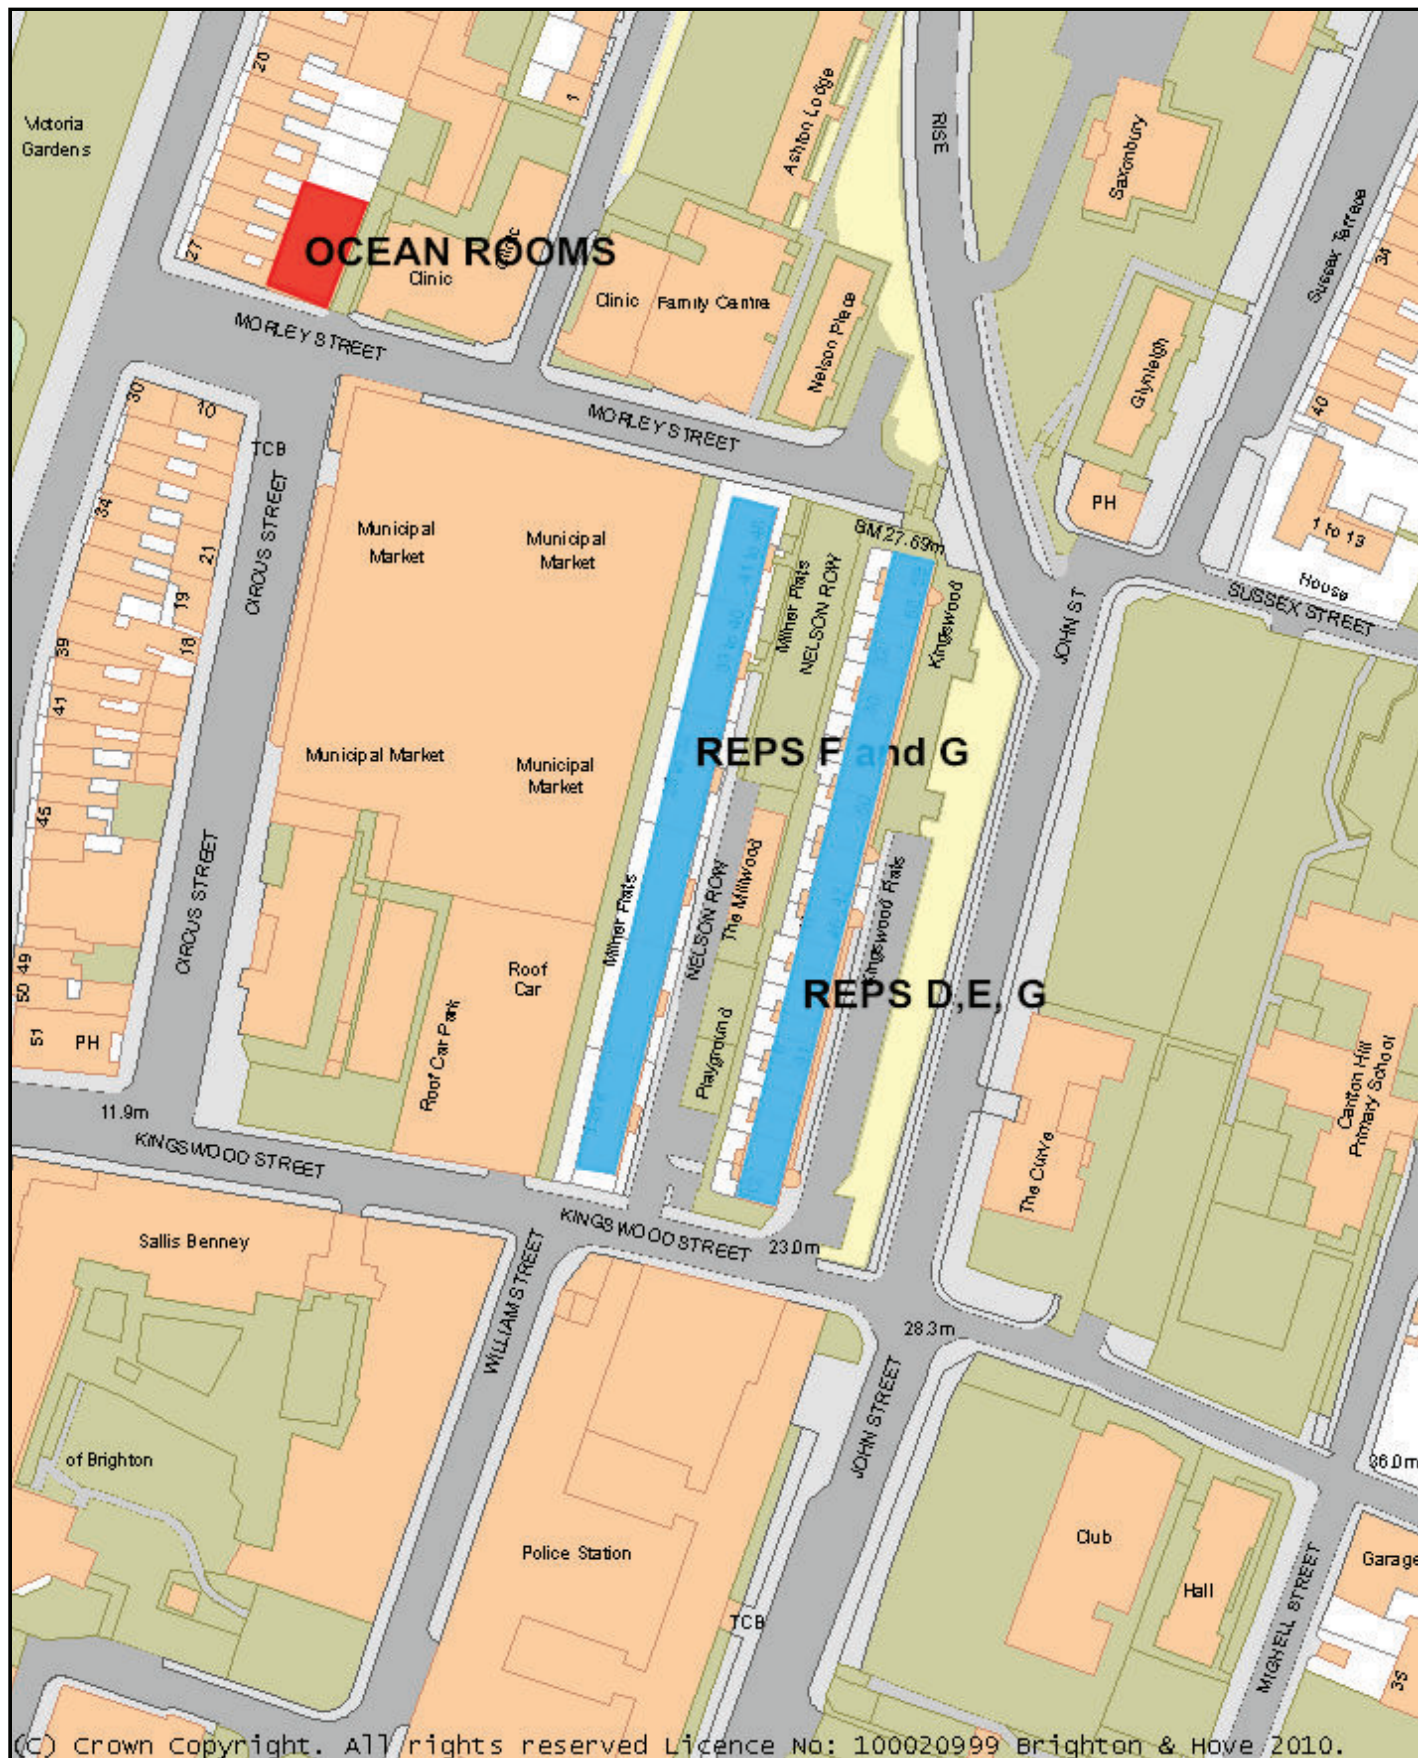 20
1
Victoria
Gardens
Ashton Lodge
RISE
Saxonbury
Sussex Terrace
34
27
OCEAN ROOMS
Clinic
Clinic
Clinic
Family Centre
Nelson Place
Glynleigh
40
MORLEY STREET
MORLEY STREET
30
10
TCB
CIRCUS STREET
34
21
19
18
39
41
45
Municipal
Market
Municipal
Market
Municipal Market
Municipal
Market
BM 27.69m
PH
1 to 13
House
SUSSEX STREET
JOHN ST
Milner Flats
NELSON ROW
Kingswood
REPS F and G
CIRCUS STREET
Milner Flats
NELSON ROW
The Millwood
Kingswood Flats
REPS D,E, G
Playground
Roof
Car
Roof Car Park
49
50
51
PH
11.9m
KINGSWOOD STREET
The Curve
Carlton Hill
Primary School
KINGSWOOD STREET
23.0m
Sallis Benney
WILLIAM STREET
28.3m
JOHN STREET
of Brighton
36.0m
Police Station
Club
Hall
Garage
MIGHELL STREET
TCB
35
(C) Crown Copyright. All rights reserved Licence No: 100020999 Brighton & Hove 2010.